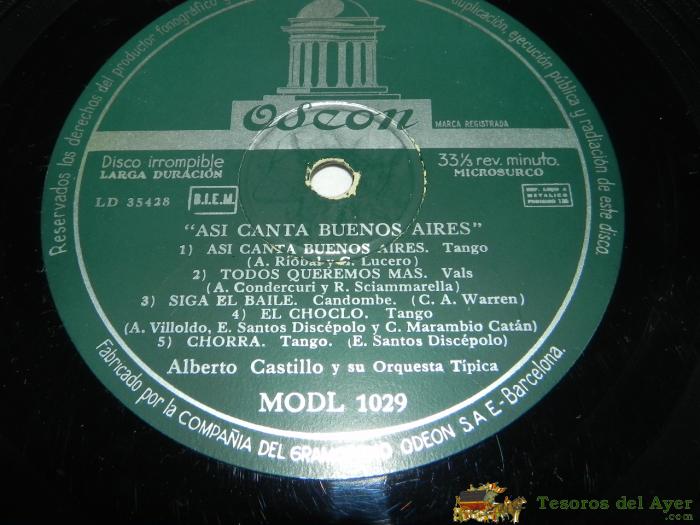 Reservados los derechos del productor fonográfico y
duplicación, ejecución pública y radiación de este disco.
Odeon
MARCA REGISTRADA
Disco irrompible
LARGA DURACIÓN
33⅓ rev. minuto.
MICROSURCO
LD 35428
B.I.E.M.
"ASI CANTA BUENOS AIRES"
1) ASI CANTA BUENOS AIRES. Tango
(A. Rióbal y C. Lucero)
2) TODOS QUEREMOS MAS. Vals
(A. Condercuri y R. Sciammarella)
3) SIGA EL BAILE. Candombe. (C. A. Warren)
4) EL CHOCLO. Tango
(A. Villoldo, E. Santos Discépolo y C. Marambio Catán)
5) CHORRA. Tango. (E. Santos Discépolo)
Alberto Castillo y su Orquesta Típica
MODL 1029
Fabricado por la COMPAÑIA DEL GRAMOFONO ODEON S.A.E.-Barcelona.
Tesoros del Ayer
.com